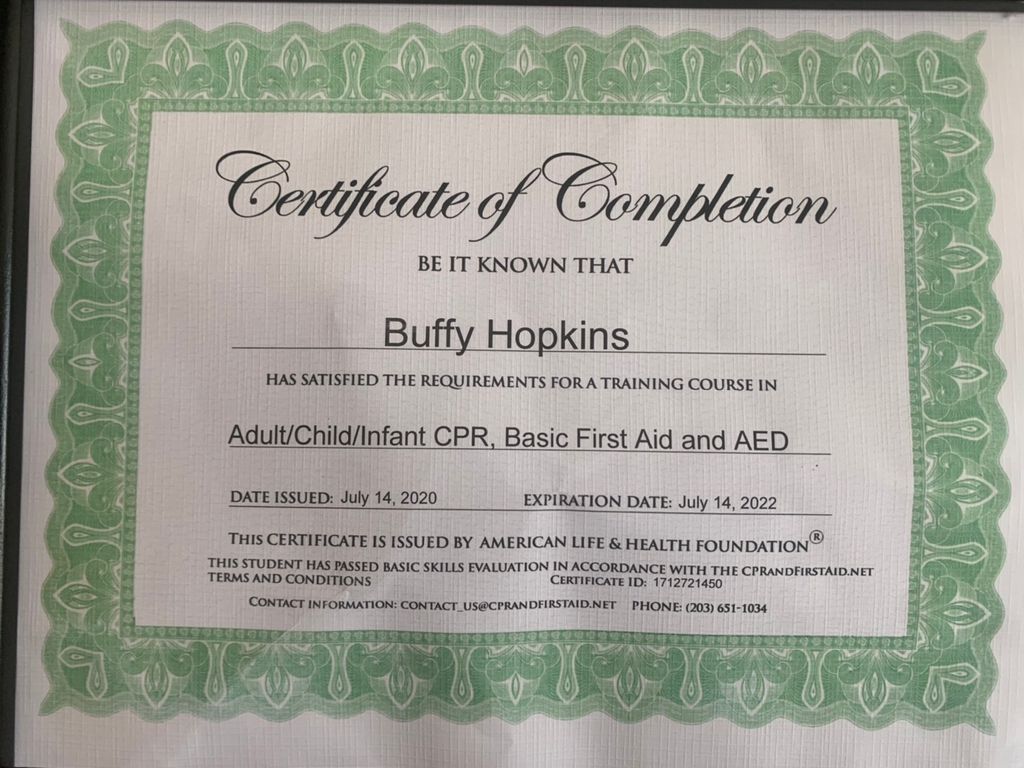 Certificate of Completion
BE IT KNOWN THAT
Buffy Hopkins
HAS SATISFIED THE REQUIREMENTS FOR A TRAINING COURSE IN
Adult/Child/Infant CPR, Basic First Aid and AED
DATE ISSUED: July 14, 2020 EXPIRATION DATE: July 14, 2022
THIS CERTIFICATE IS ISSUED BY AMERICAN LIFE & HEALTH FOUNDATION®
THIS STUDENT HAS PASSED BASIC SKILLS EVALUATION IN ACCORDANCE WITH THE CPRANDFIRSTAID.NET
TERMS AND CONDITIONS CERTIFICATE ID: 1712721450
CONTACT INFORMATION: CONTACT_US@CPRANDFIRSTAID.NET PHONE: (203) 651-1034